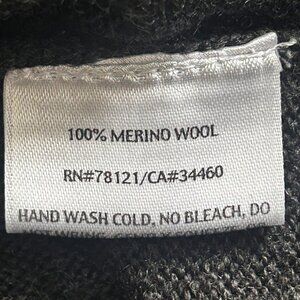 100% MERINO WOOL
RN#78121/CA#34460
HAND WASH COLD, NO BLEACH, DO